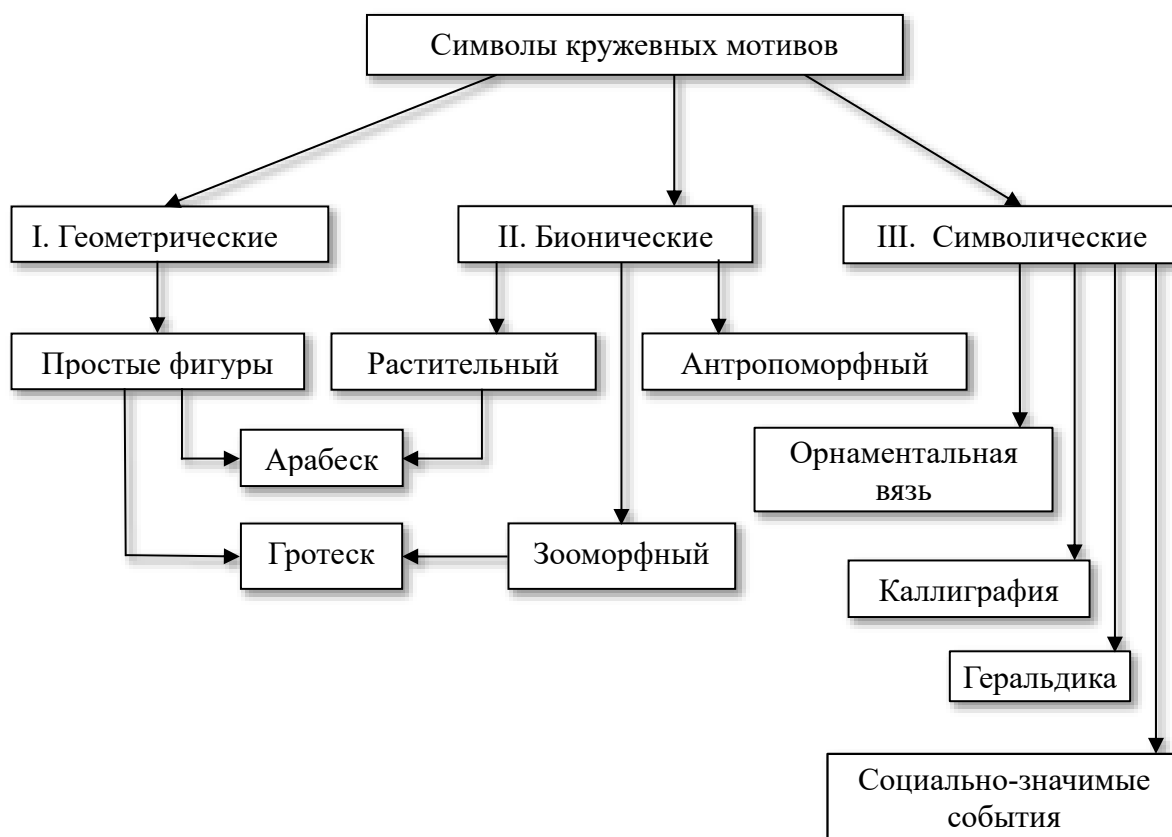 Символы кружевных мотивов
I. Геометрические
II. Бионические
III. Символические
Простые фигуры
Растительный
Антропоморфный
Арабеск
Орнаментальная
вязь
Гротеск
Зооморфный
Каллиграфия
Геральдика
Социально-значимые
события